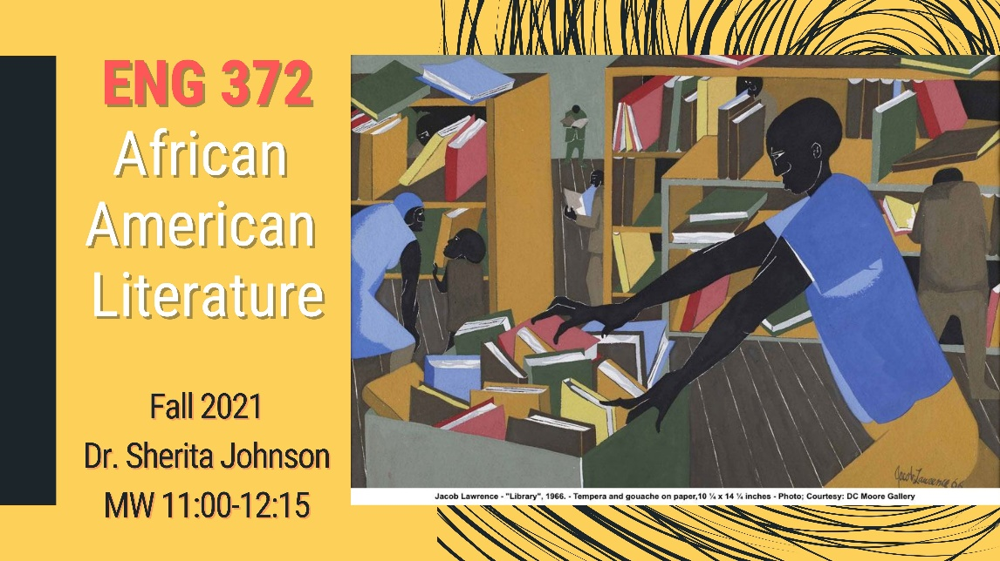 ENG 372
African
American
Literature
Fall 2021
Dr. Sherita Johnson
MW 11:00-12:15
Jacob Lawrence 66
Jacob Lawrence - "Library", 1966. - Tempera and gouache on paper,10 ¼ x 14 ¼ inches - Photo; Courtesy: DC Moore Gallery